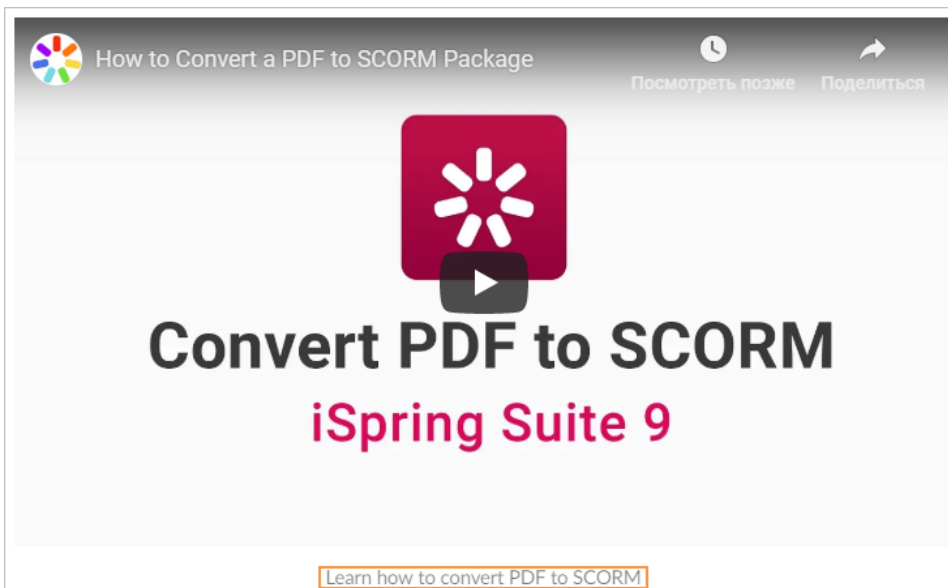 How to Convert a PDF to SCORM Package
Посмотреть позже
Поделиться
Convert PDF to SCORM
iSpring Suite 9
Learn how to convert PDF to SCORM